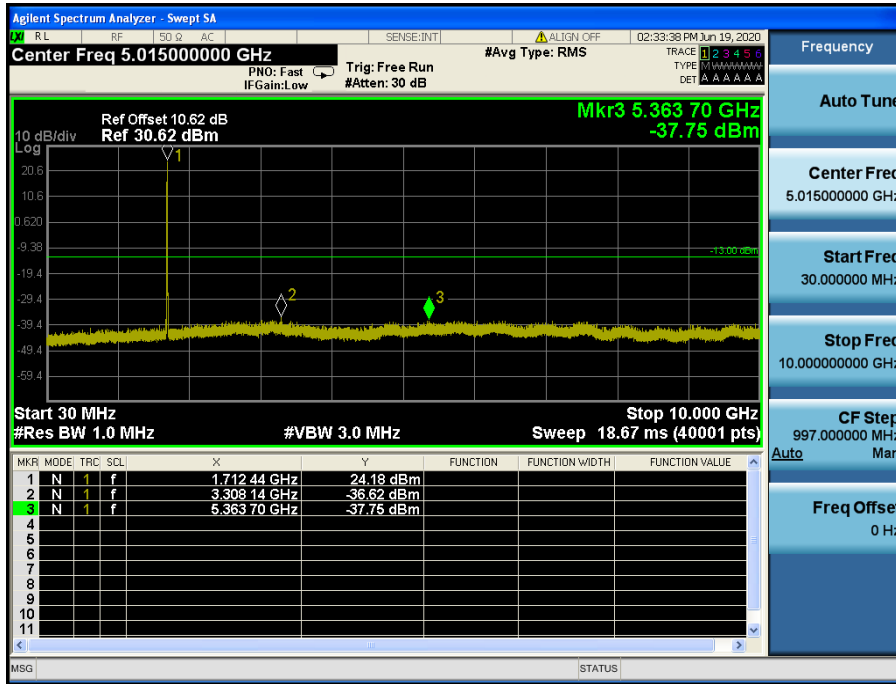 Agilent Spectrum Analyzer - Swept SA
LXI RL RF 50 Ω AC SENSE:INT ALIGN OFF 02:33:38 PM Jun 19, 2020
Center Freq 5.015000000 GHz
PNO: Fast
IFGain:Low
Trig: Free Run
#Atten: 30 dB
#Avg Type: RMS
TRACE 1 2 3 4 5 6
TYPE M
DET A A A A A A
Mkr3 5.363 70 GHz
-37.75 dBm
Ref Offset 10.62 dB
10 dB/div Ref 30.62 dBm
Log
20.6
10.6
0.620
-9.38
-19.4
-29.4
-39.4
-49.4
-59.4
1
2
3
-13.00 dBm
Start 30 MHz Stop 10.000 GHz
#Res BW 1.0 MHz #VBW 3.0 MHz Sweep 18.67 ms (40001 pts)
MKR MODE TRC SCL X Y FUNCTION FUNCTION WIDTH FUNCTION VALUE
1 N 1 f 1.712 44 GHz 24.18 dBm
2 N 1 f 3.308 14 GHz -36.62 dBm
3 N 1 f 5.363 70 GHz -37.75 dBm
4
5
6
7
8
9
10
11
MSG STATUS
Frequency
Auto Tune
Center Freq
5.015000000 GHz
Start Freq
30.000000 MHz
Stop Freq
10.000000000 GHz
CF Step
997.000000 MHz
Auto Man
Freq Offset
0 Hz